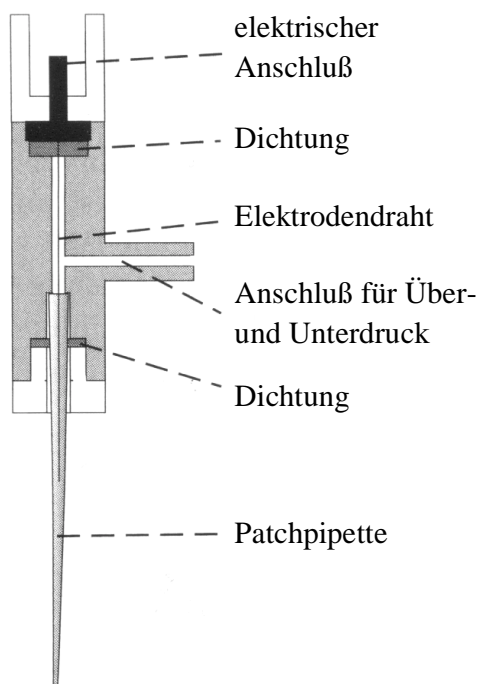 elektrischer
Anschluß
Dichtung
Elektrodendraht
Anschluß für Über-
und Unterdruck
Dichtung
Patchpipette